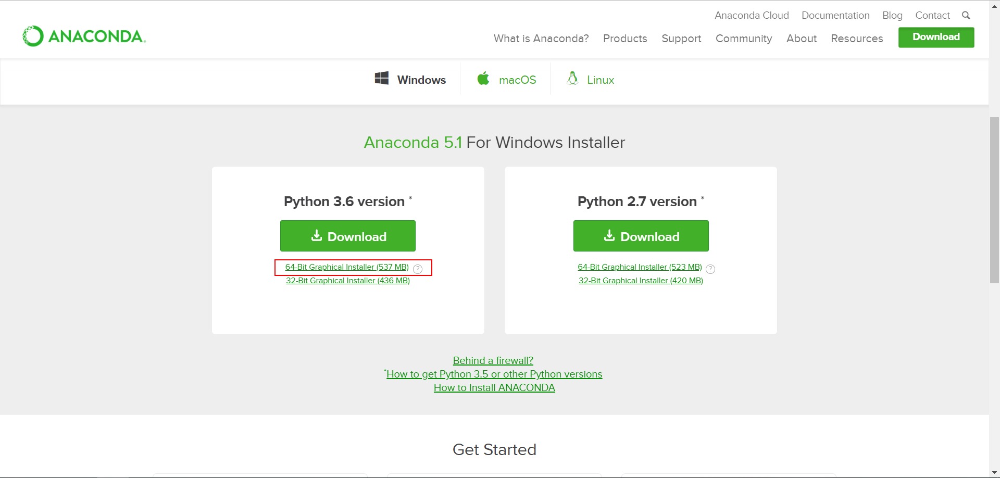 Anaconda Cloud Documentation Blog Contact
ANACONDA.
What is Anaconda? Products Support Community About Resources Download
Windows macOS Linux
Anaconda 5.1 For Windows Installer
Python 3.6 version *
Download
64-Bit Graphical Installer (537 MB) ?
32-Bit Graphical Installer (436 MB)
Python 2.7 version *
Download
64-Bit Graphical Installer (523 MB) ?
32-Bit Graphical Installer (420 MB)
Behind a firewall?
*How to get Python 3.5 or other Python versions
How to Install ANACONDA
Get Started